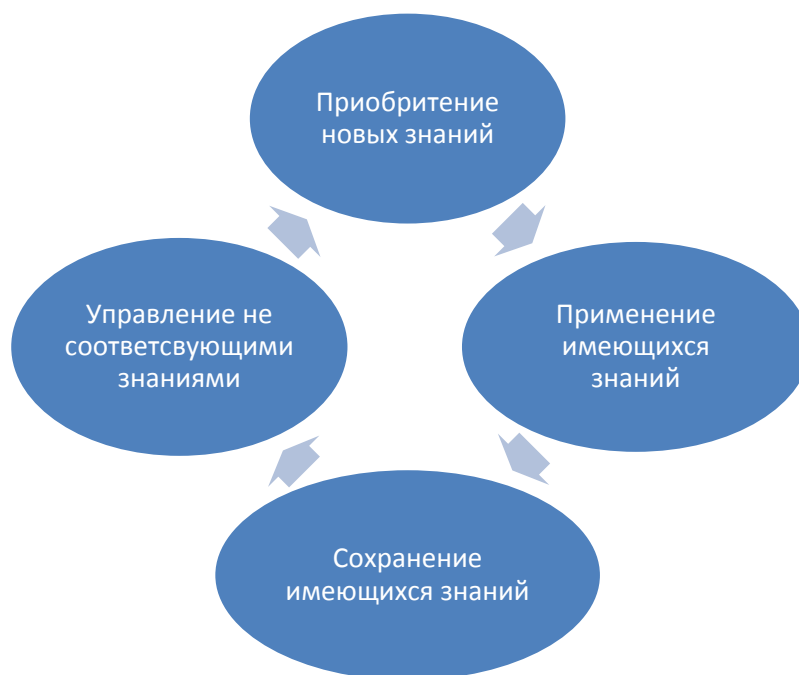 Приобритение
новых знаний
Управление не
соответсвующими
знаниями
Применение
имеющихся
знаний
Сохранение
имеющихся знаний